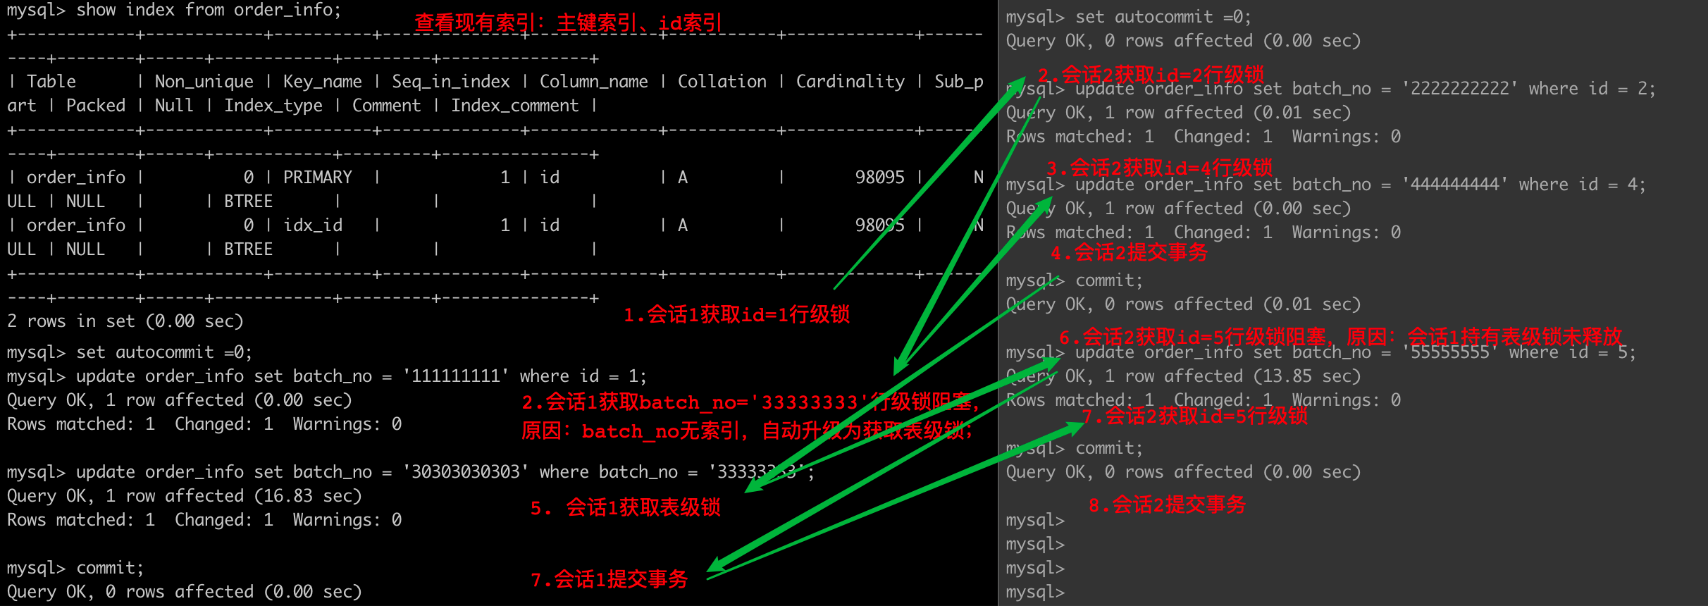 mysql> show index from order_info;
查看现有索引：主键索引、id索引
+------------+------------+----------+--------------+-------------+-----------+-------------+------
----+--------+------+------------+---------+---------------+
| Table      | Non_unique | Key_name | Seq_in_index | Column_name | Collation | Cardinality | Sub_p
art | Packed | Null | Index_type | Comment | Index_comment |
+------------+------------+----------+--------------+-------------+-----------+-------------+------
----+--------+------+------------+---------+---------------+
| order_info |          0 | PRIMARY  |            1 | id          | A         |       98095 |     N
ULL | NULL   |      | BTREE      |         |               |
| order_info |          0 | idx_id   |            1 | id          | A         |       98095 |     N
ULL | NULL   |      | BTREE      |         |               |
+------------+------------+----------+--------------+-------------+-----------+-------------+------
----+--------+------+------------+---------+---------------+
2 rows in set (0.00 sec)
1.会话1获取id=1行级锁
mysql> set autocommit =0;
mysql> update order_info set batch_no = '111111111' where id = 1;
Query OK, 1 row affected (0.00 sec)
Rows matched: 1  Changed: 1  Warnings: 0
2.会话1获取batch_no='33333333'行级锁阻塞，
原因：batch_no无索引，自动升级为获取表级锁；
mysql> update order_info set batch_no = '30303030303' where batch_no = '33333333';
Query OK, 1 row affected (16.83 sec)
Rows matched: 1  Changed: 1  Warnings: 0
5. 会话1获取表级锁
mysql> commit;
7.会话1提交事务
Query OK, 0 rows affected (0.00 sec)
mysql> set autocommit =0;
Query OK, 0 rows affected (0.00 sec)
2.会话2获取id=2行级锁
mysql> update order_info set batch_no = '2222222222' where id = 2;
Query OK, 1 row affected (0.01 sec)
Rows matched: 1  Changed: 1  Warnings: 0
3.会话2获取id=4行级锁
mysql> update order_info set batch_no = '444444444' where id = 4;
Query OK, 1 row affected (0.00 sec)
Rows matched: 1  Changed: 1  Warnings: 0
4.会话2提交事务
mysql> commit;
Query OK, 0 rows affected (0.01 sec)
6.会话2获取id=5行级锁阻塞，原因：会话1持有表级锁未释放
mysql> update order_info set batch_no = '55555555' where id = 5;
Query OK, 1 row affected (13.85 sec)
Rows matched: 1  Changed: 1  Warnings: 0
7.会话2获取id=5行级锁
mysql> commit;
Query OK, 0 rows affected (0.00 sec)
8.会话2提交事务
mysql>
mysql>
mysql>
mysql>